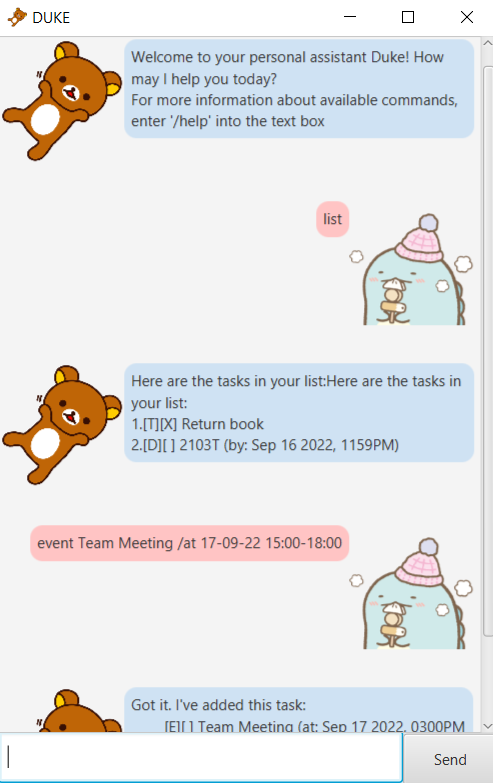 DUKE
Welcome to your personal assistant Duke! How
may I help you today?
For more information about available commands,
enter '/help' into the text box
list
Here are the tasks in your list:Here are the tasks in
your list:
1.[T][X] Return book
2.[D][ ] 2103T (by: Sep 16 2022, 1159PM)
event Team Meeting /at 17-09-22 15:00-18:00
Got it. I've added this task:
[E][ ] Team Meeting (at: Sep 17 2022, 0300PM
Send